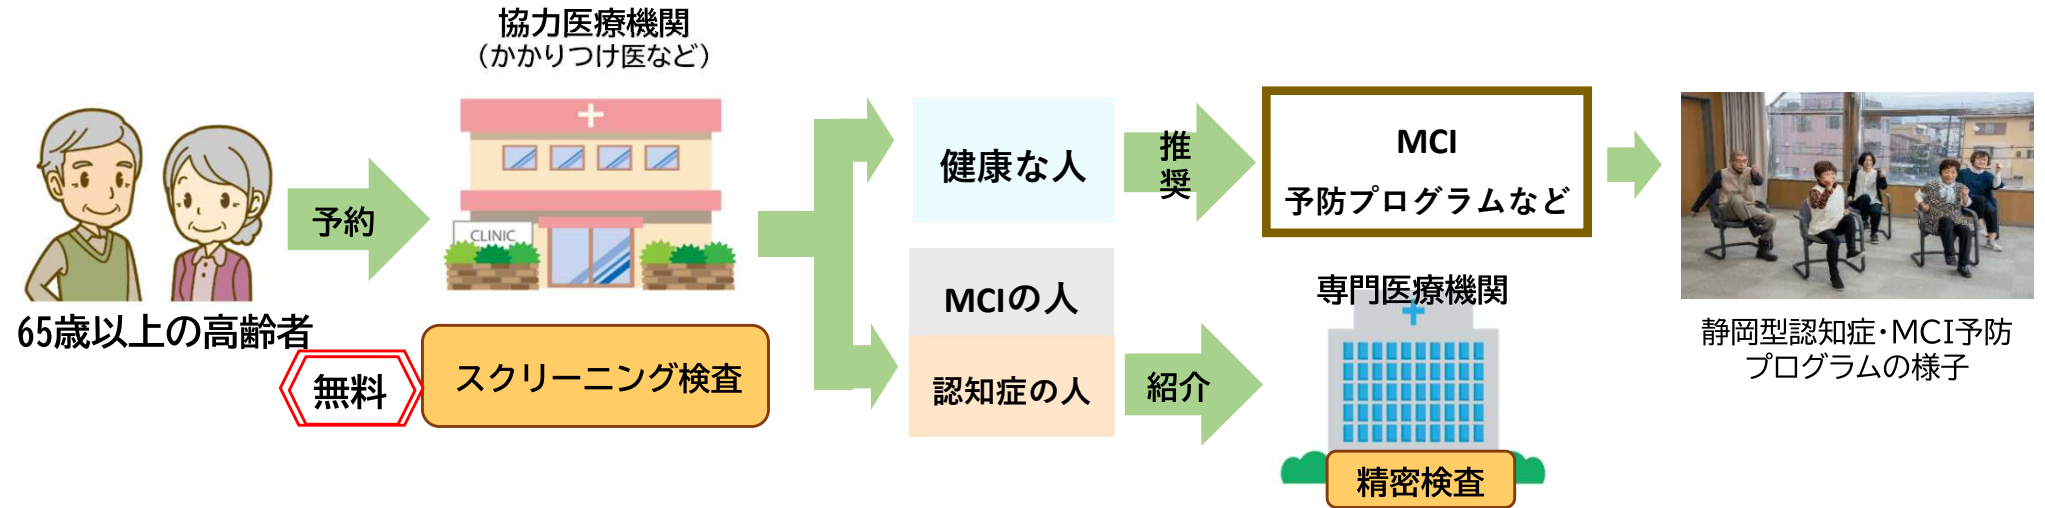 協力医療機関
（かかりつけ医など）
65歳以上の高齢者
予約
CLINIC
無料
スクリーニング検査
健康な人
推奨
MCI
予防プログラムなど
MCIの人
認知症の人
紹介
専門医療機関
精密検査
静岡型認知症・MCI予防
プログラムの様子